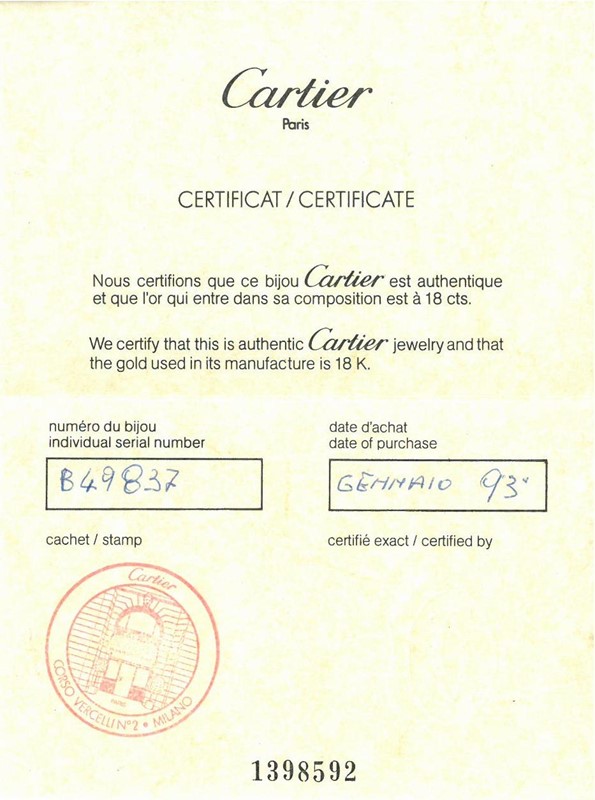 Cartier
Paris
CERTIFICAT / CERTIFICATE
Nous certifions que ce bijou Cartier est authentique
et que l'or qui entre dans sa composition est à 18 cts.
We certify that this is authentic Cartier jewelry and that
the gold used in its manufacture is 18 K.
numéro du bijou
individual serial number
B49837
date d'achat
date of purchase
GENNAIO 93
cachet / stamp
certifié exact / certified by
Cartier
CORSO VERCELLI N°2 • MILANO
1398592